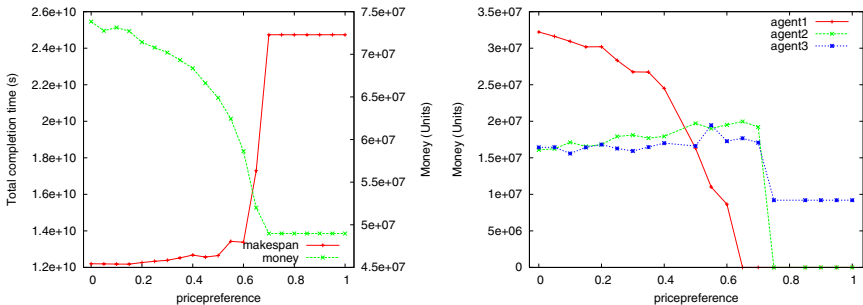 2.6e+10
2.4e+10
2.2e+10
2e+10
1.8e+10
1.6e+10
1.4e+10
1.2e+10
Total completion time (s)
0
0.2
0.4
0.6
0.8
1
pricepreference
7.5e+07
7e+07
6.5e+07
6e+07
5.5e+07
5e+07
4.5e+07
Money (Units)
makespan
money
3.5e+07
3e+07
2.5e+07
2e+07
1.5e+07
1e+07
5e+06
0
Money (Units)
0
0.2
0.4
0.6
0.8
1
pricepreference
agent1
agent2
agent3